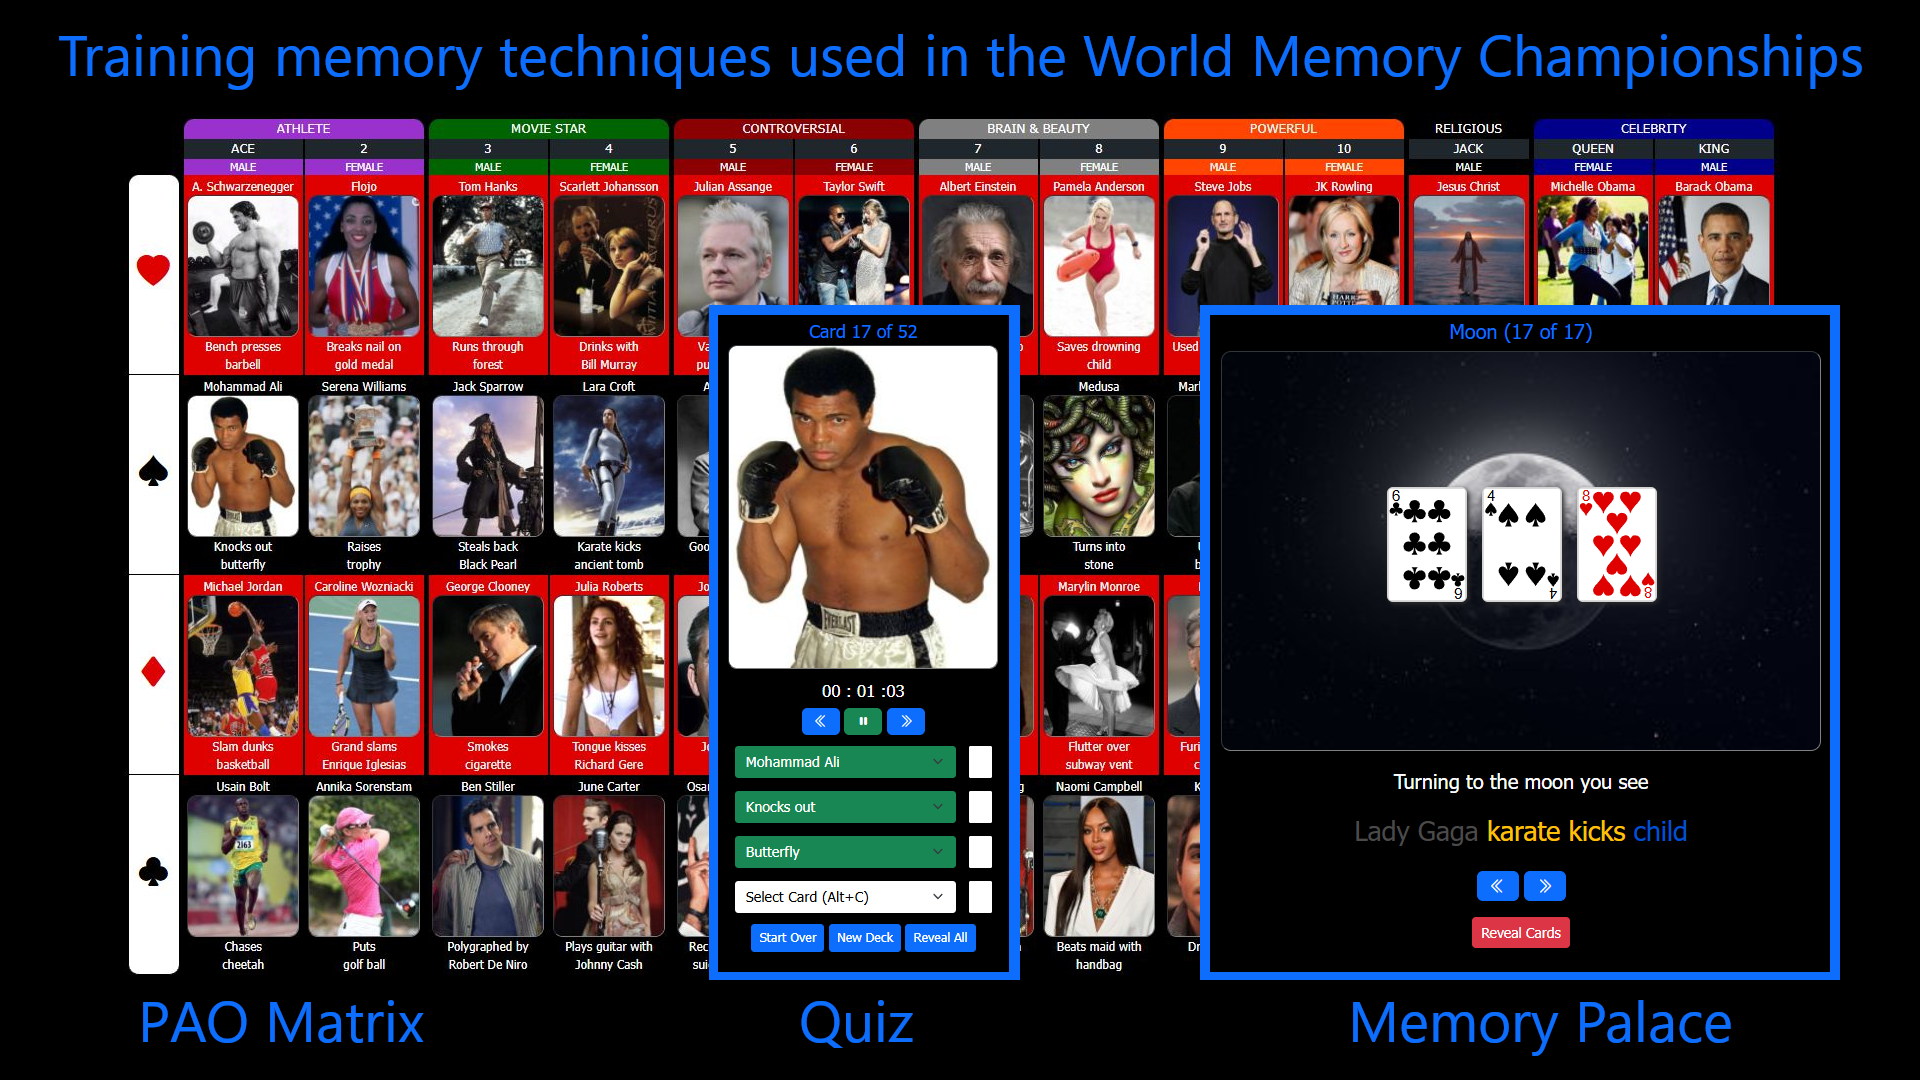 Training memory techniques used in the World Memory Championships
ATHLETE MOVIE STAR CONTROVERSIAL BRAIN & BEAUTY POWERFUL RELIGIOUS CELEBRITY
ACE 2 3 4 5 6 7 8 9 10 JACK QUEEN KING
MALE FEMALE MALE FEMALE MALE FEMALE MALE FEMALE MALE FEMALE MALE FEMALE MALE
A. Schwarzenegger Flojo Tom Hanks Scarlett Johansson Julian Assange Taylor Swift Albert Einstein Pamela Anderson Steve Jobs JK Rowling Jesus Christ Michelle Obama Barack Obama
Bench presses Breaks nail on Runs through Drinks with Saves drowning Used
barbell gold medal forest Bill Murray child
Mohammad Ali Serena Williams Jack Sparrow Lara Croft Medusa
Knocks out Raises Steals back Karate kicks Turns into
butterfly trophy Black Pearl ancient tomb stone
Michael Jordan Caroline Wozniacki George Clooney Julia Roberts Marylin Monroe
Slam dunks Grand slams Smokes Tongue kisses Flutter over
basketball Enrique Iglesias cigarette Richard Gere subway vent
Usain Bolt Annika Sorenstam Ben Stiller June Carter Naomi Campbell
2163
Chases Puts Polygraphed by Plays guitar with Beats maid with
cheetah golf ball Robert De Niro Johnny Cash handbag
Card 17 of 52
EVERLAST
00 : 01 :03
Mohammad Ali
Knocks out
Butterfly
Select Card (Alt+C)
Start Over New Deck Reveal All
Moon (17 of 17)
6 4 8
6 4 8
Turning to the moon you see
Lady Gaga karate kicks child
Reveal Cards
PAO Matrix Quiz Memory Palace